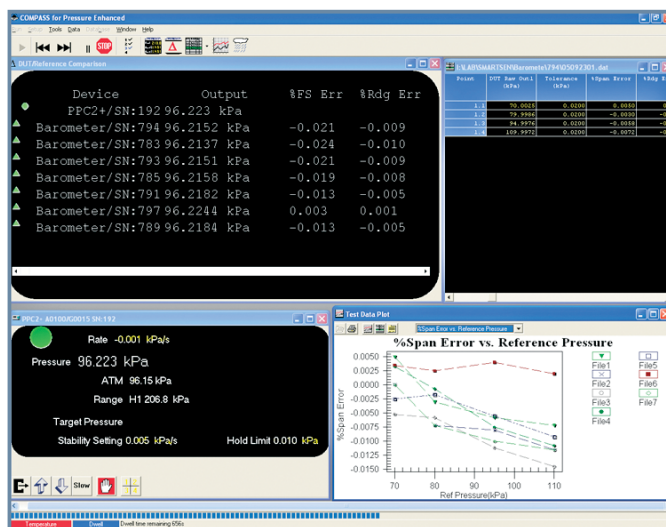 COMPASS for Pressure Enhanced
Tools Data Window Help
STOP
DUT/Reference Comparison
Device Output %FS Err %Rdg Err
PPC2+/SN:192 96.223 kPa
Barometer/SN:794 96.2152 kPa -0.021 -0.009
Barometer/SN:783 96.2137 kPa -0.024 -0.010
Barometer/SN:793 96.2151 kPa -0.021 -0.009
Barometer/SN:785 96.2158 kPa -0.019 -0.008
Barometer/SN:791 96.2182 kPa -0.013 -0.005
Barometer/SN:797 96.2244 kPa 0.003 0.001
Barometer/SN:789 96.2184 kPa -0.013 -0.005
Point DUT Raw Out1 Tolerance %Span Error %Rdg E
(kPa) (kPa)
1.1 70.0025 0.0200 0.0050
1.2 79.9986 0.0200 -0.0030
1.3 94.9976 0.0200 -0.0058
1.4 109.9972 0.0200 -0.0072
PPC2+ A0100/G0015 SN:192
Rate -0.001 kPa/s
Pressure 96.223 kPa
ATM 96.15 kPa
Range H1 206.8 kPa
Target Pressure
Stability Setting 0.005 kPa/s Hold Limit 0.010 kPa
Slow
Test Data Plot
%Span Error vs. Reference Pressure
%Span Error vs. Reference Pressure
0.0050
0.0025
0.0000
-0.0025
-0.0050
-0.0075
-0.0100
-0.0125
-0.0150
%Span Error
70 80 90 100 110
Ref Pressure(kPa)
File1 File5
File2 File6
File3 File7
File4
Temperature Dwell Dwell time remaining 656s